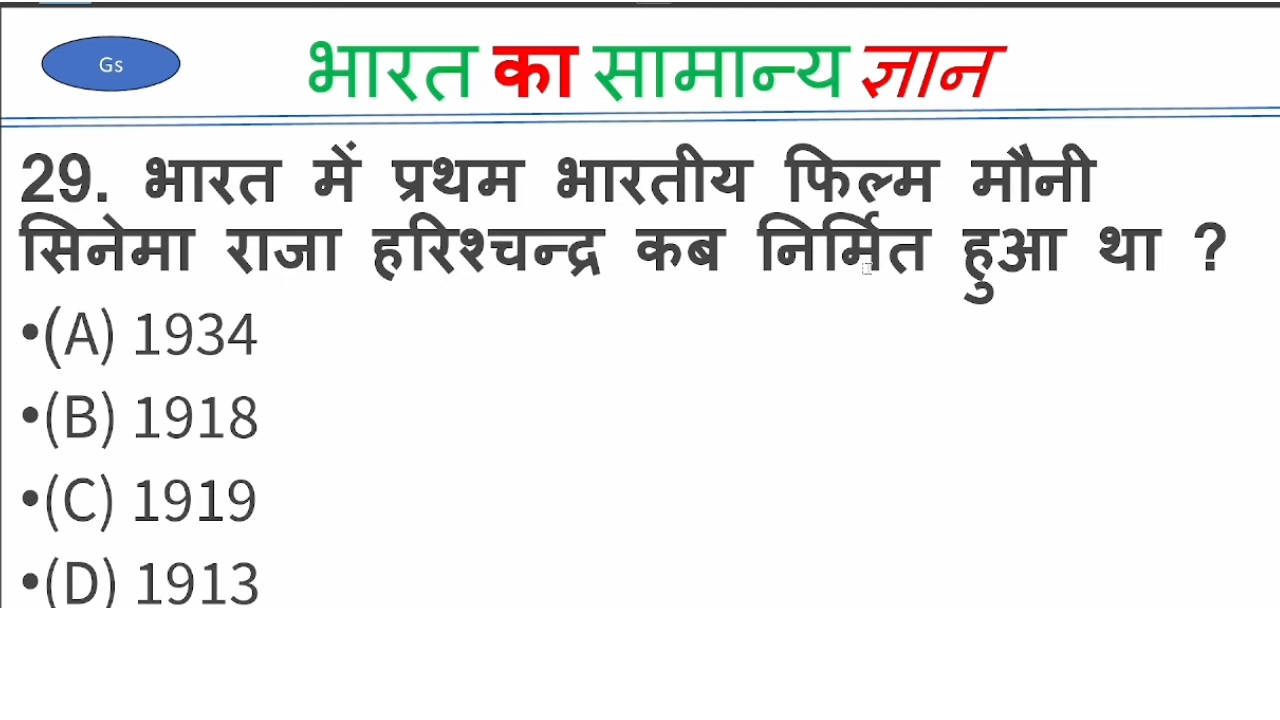 Gs
भारत का सामान्य ज्ञान
29. भारत में प्रथम भारतीय फिल्म मौनी
सिनेमा राजा हरिश्चन्द्र कब निर्मित हुआ था ?
•(A) 1934
•(B) 1918
•(C) 1919
•(D) 1913